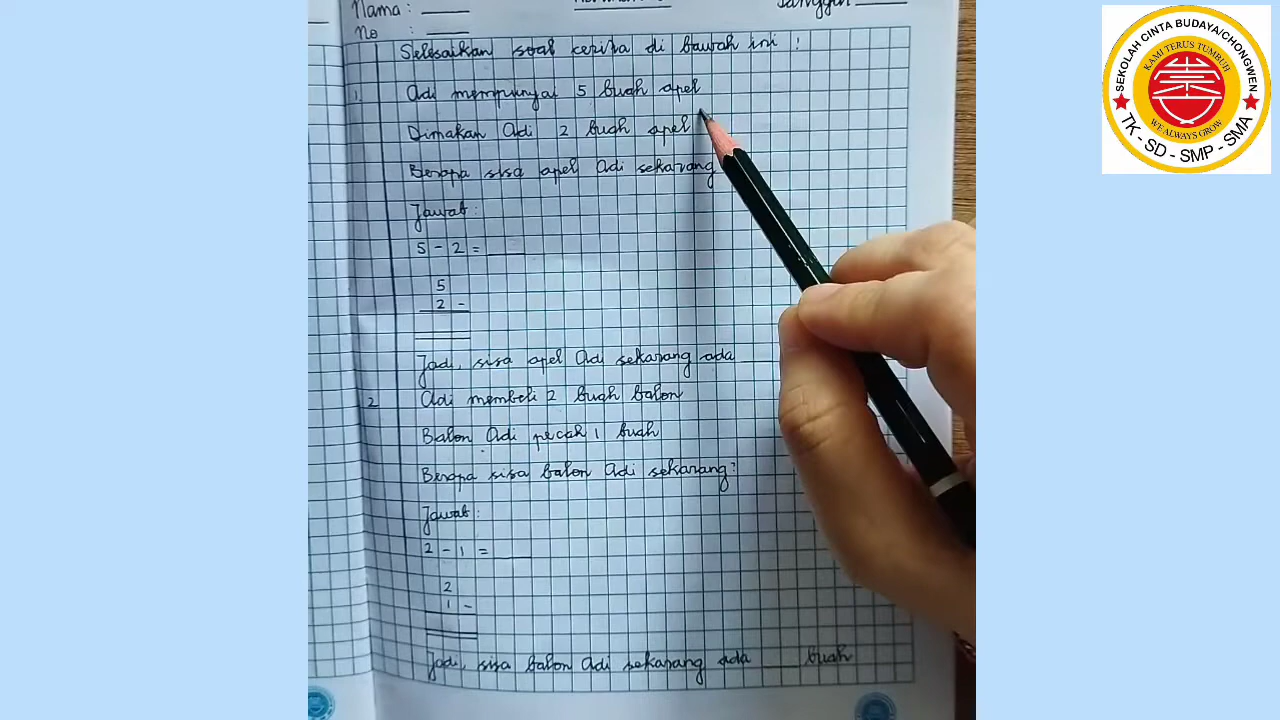 Nama : ____
No : ____
Selesaikan soal cerita di bawah ini !
1. Adi mempunyai 5 buah apel
Dimakan Adi 2 buah apel
Berapa sisa apel Adi sekarang
Jawab :
5 - 2 = ____
5
2 -
Jadi, sisa apel Adi sekarang ada
2 Adi membeli 2 buah balon
Balon Adi pecah 1 buah
Berapa sisa balon Adi sekarang?
Jawab :
2 - 1 = ____
2
1 -
Jadi, sisa balon Adi sekarang ada ____ buah
SEKOLAH CINTA BUDAYA/CHONGWEN
KAMI TERUS TUMBUH
WE ALWAYS GROW
TK - SD - SMP - SMA